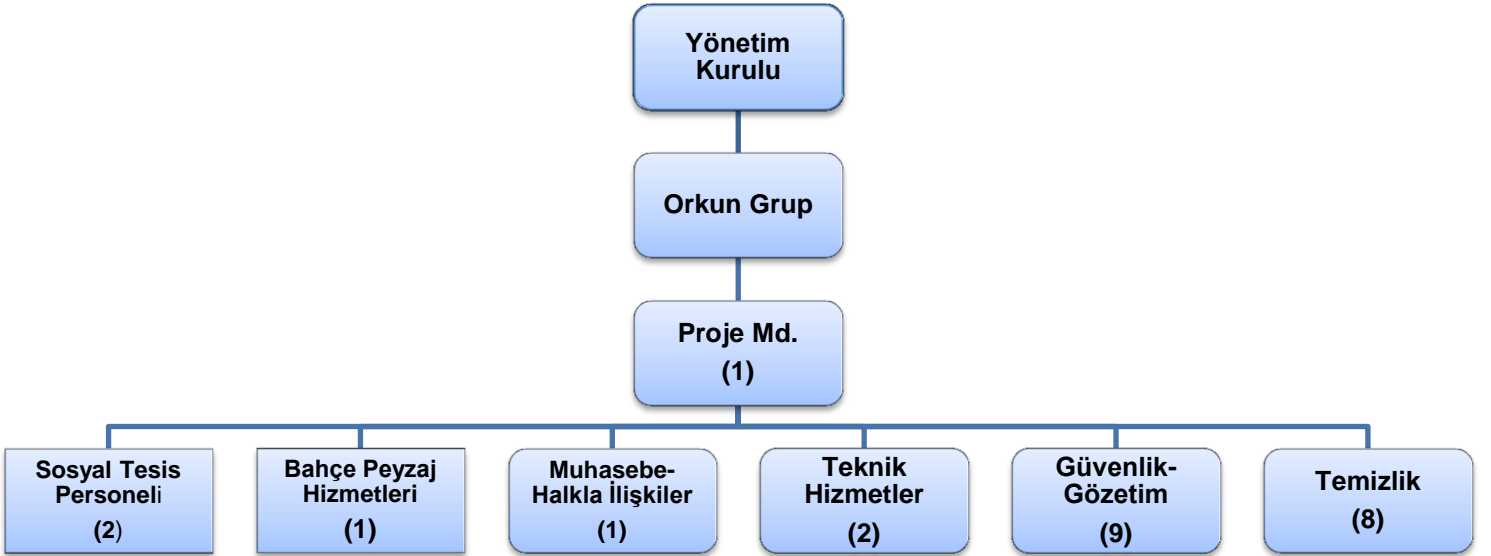 Yönetim
Kurulu
Orkun Grup
Proje Md.
(1)
Sosyal Tesis
Personeli
(2)
Bahçe Peyzaj
Hizmetleri
(1)
Muhasebe-
Halkla İlişkiler
(1)
Teknik
Hizmetler
(2)
Güvenlik-
Gözetim
(9)
Temizlik
(8)